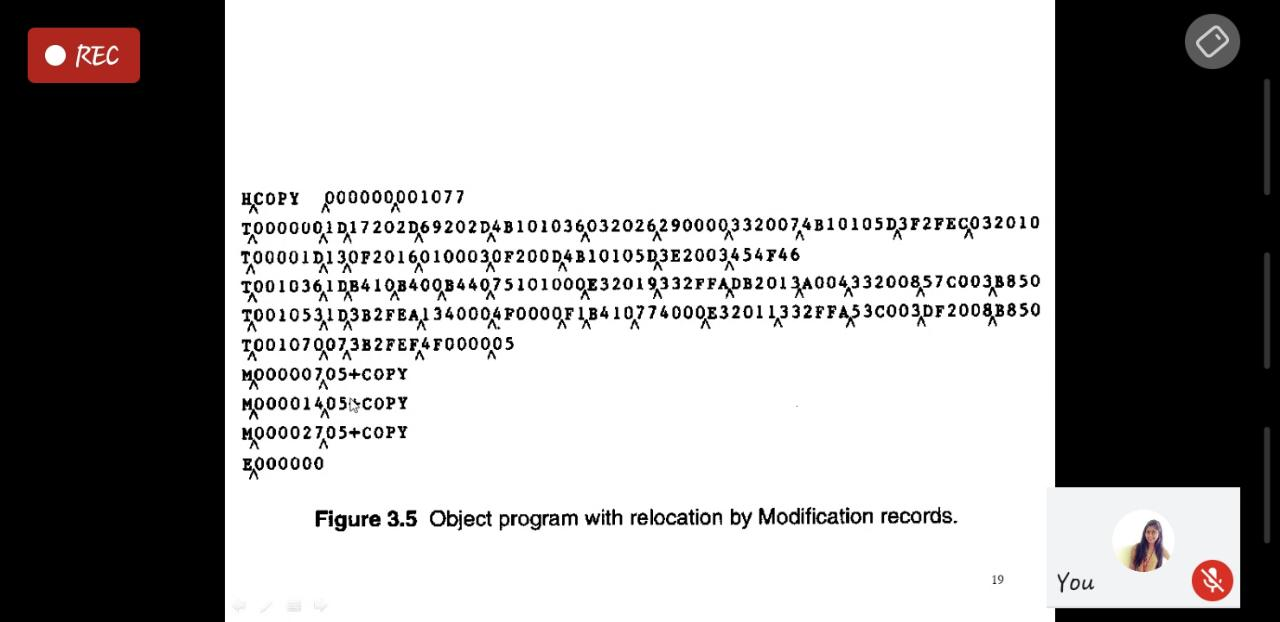 REC
HCOPY 000000001077
T0000001D17202D69202D4B1010360320262900003320074B10105D3F2FEC032010
T00001D130F20160100030F200D4B10105D3E2003454F46
T0010361DB410B400B44075101000E32019332FFADB2013A00433200857C003B850
T0010531D3B2FEA1340004F0000F1B410774000E32011332FFA53C003DF2008B850
T001070073B2FEF4F000005
M00000705+COPY
M00001405+COPY
M00002705+COPY
E000000
Figure 3.5 Object program with relocation by Modification records.
19
You